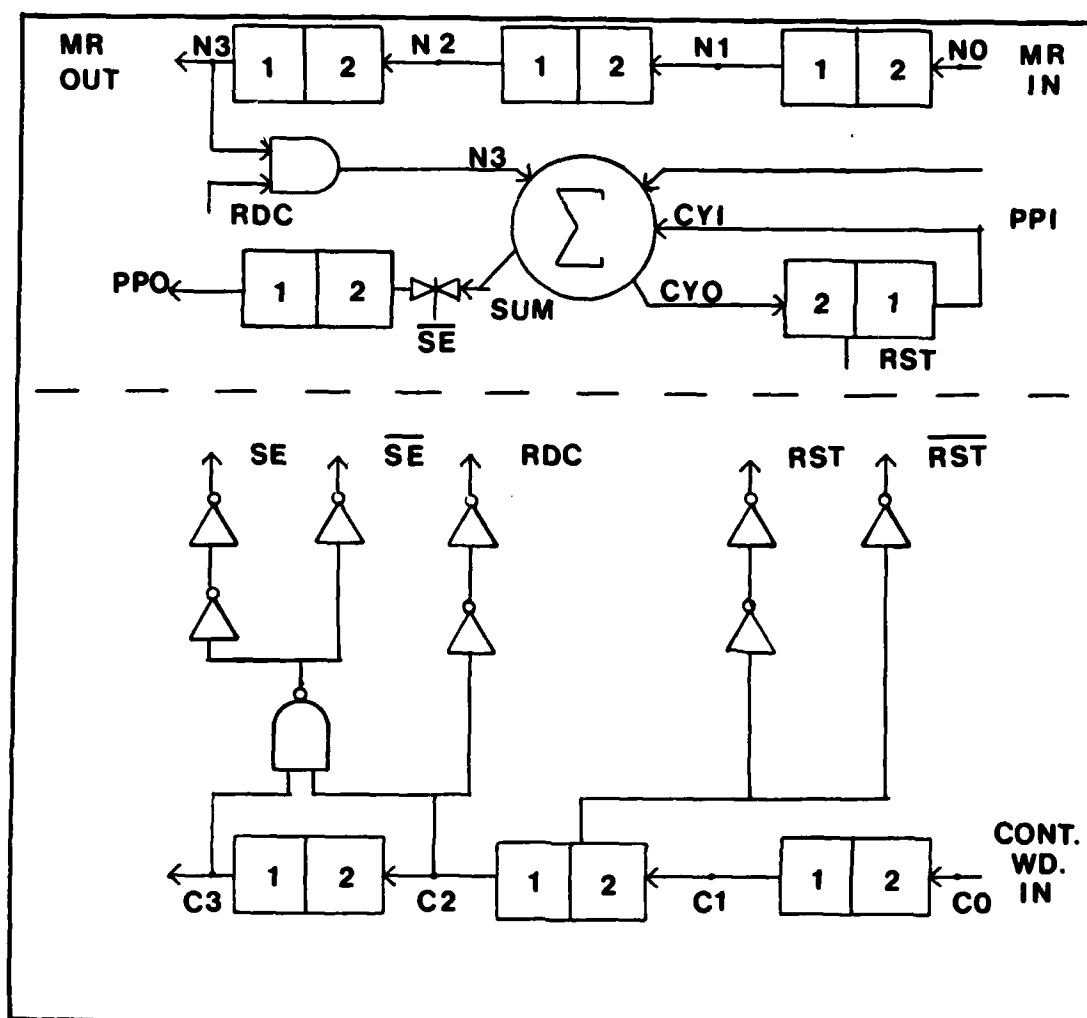 MR OUT
N3
1 2
N2
1 2
N1
1 2
N0
MR IN
N3
RDC
Σ
CYI
PPI
PPO
1 2
SE
SUM
CYO
2 1
RST
SE
SE
RDC
RST
RST
C3
1 2
C2
1 2
C1
1 2
C0
CONT.
WD.
IN